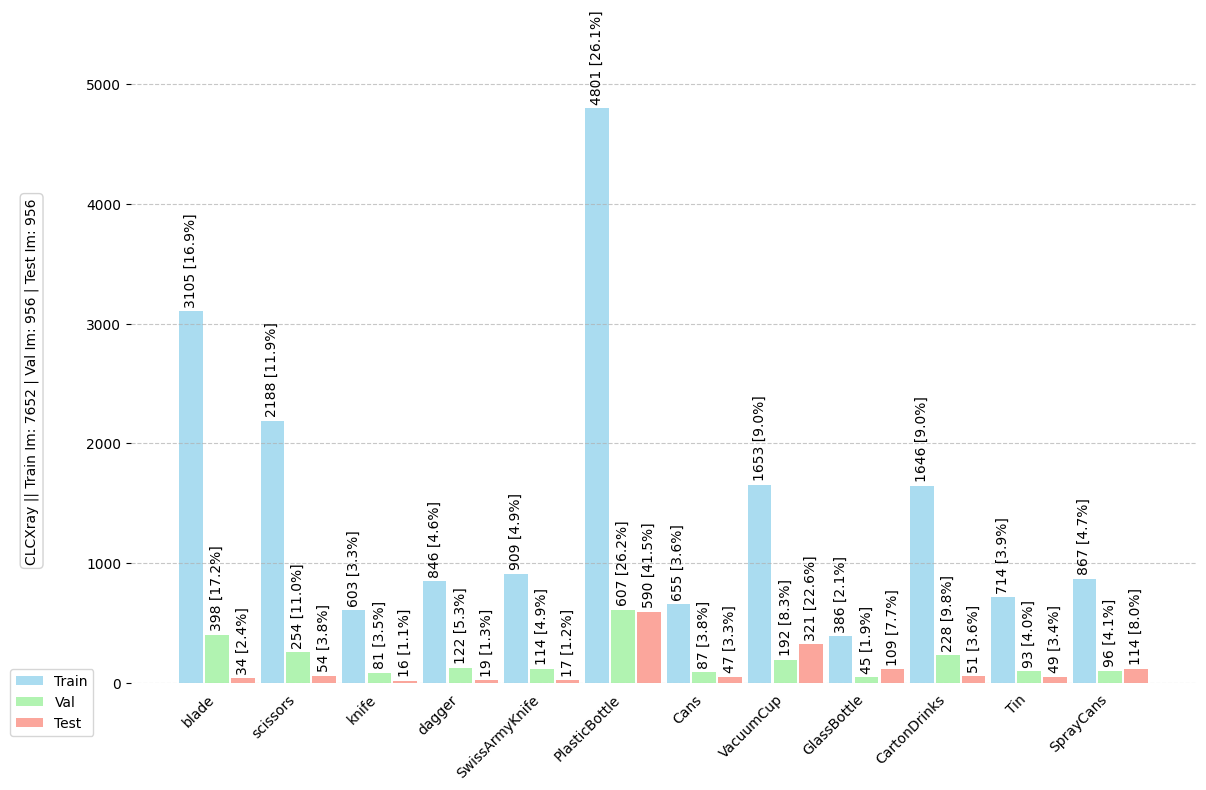 CLCXray || Train Im: 7652 | Val Im: 956 | Test Im: 956
5000
4000
3000
2000
1000
0
3105 [16.9%]
398 [17.2%]
34 [2.4%]
2188 [11.9%]
254 [11.0%]
54 [3.8%]
603 [3.3%]
81 [3.5%]
16 [1.1%]
846 [4.6%]
122 [5.3%]
19 [1.3%]
909 [4.9%]
114 [4.9%]
17 [1.2%]
4801 [26.1%]
607 [26.2%]
590 [41.5%]
655 [3.6%]
87 [3.8%]
47 [3.3%]
1653 [9.0%]
192 [8.3%]
321 [22.6%]
386 [2.1%]
45 [1.9%]
109 [7.7%]
1646 [9.0%]
228 [9.8%]
51 [3.6%]
714 [3.9%]
93 [4.0%]
49 [3.4%]
867 [4.7%]
96 [4.1%]
114 [8.0%]
blade
scissors
knife
dagger
SwissArmyKnife
PlasticBottle
Cans
VacuumCup
GlassBottle
CartonDrinks
Tin
SprayCans
Train
Val
Test